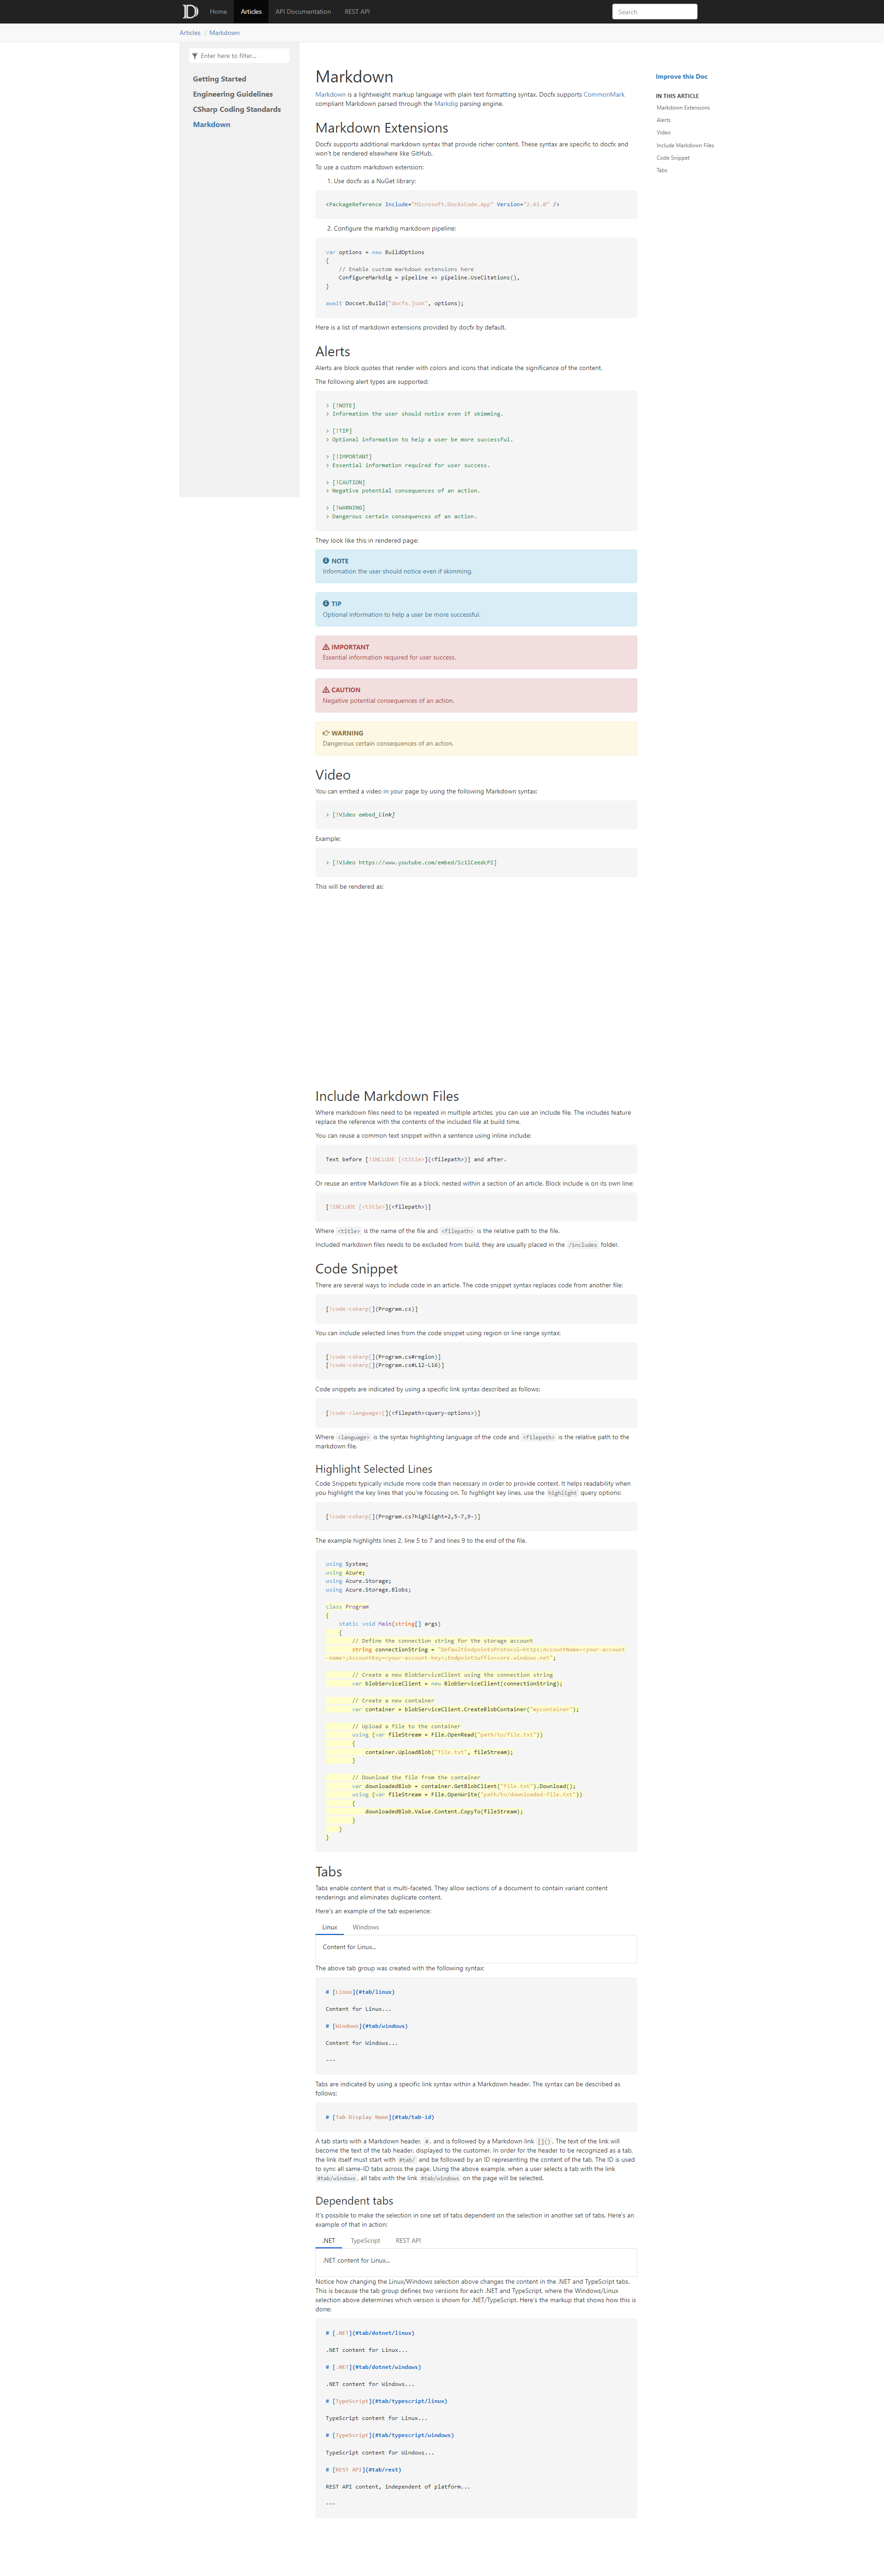 Home
Articles
API Documentation
REST API
Search
Articles / Markdown
Enter here to filter...
Getting Started
Engineering Guidelines
CSharp Coding Standards
Markdown
Improve this Doc
IN THIS ARTICLE
Markdown Extensions
Alerts
Video
Include Markdown Files
Code Snippet
Tabs
Markdown
Markdown is a lightweight markup language with plain text formatting syntax. Docfx supports CommonMark
compliant Markdown parsed through the Markdig parsing engine.
Markdown Extensions
Docfx supports additional markdown syntax that provide richer content. These syntax are specific to docfx and
won't be rendered elsewhere like GitHub.
To use a custom markdown extension:
1. Use docfx as a NuGet library:
<PackageReference Include="Microsoft.DocAsCode.App" Version="2.61.0" />
2. Configure the markdig markdown pipeline:
var options = new BuildOptions
{
// Enable custom markdown extensions here
ConfigureMarkdig = pipeline => pipeline.UseCitations(),
}
await Docset.Build("docfx.json", options);
Here is a list of markdown extensions provided by docfx by default.
Alerts
Alerts are block quotes that render with colors and icons that indicate the significance of the content.
The following alert types are supported:
> [!NOTE]
> Information the user should notice even if skimming.
> [!TIP]
> Optional information to help a user be more successful.
> [!IMPORTANT]
> Essential information required for user success.
> [!CAUTION]
> Negative potential consequences of an action.
> [!WARNING]
> Dangerous certain consequences of an action.
They look like this in rendered page:
NOTE
Information the user should notice even if skimming.
TIP
Optional information to help a user be more successful.
IMPORTANT
Essential information required for user success.
CAUTION
Negative potential consequences of an action.
WARNING
Dangerous certain consequences of an action.
Video
You can embed a video in your page by using the following Markdown syntax:
> [!Video embed_link]
Example:
> [!Video https://www.youtube.com/embed/Sz1lCeedcPI]
This will be rendered as:
Include Markdown Files
Where markdown files need to be repeated in multiple articles, you can use an include file. The includes feature
replace the reference with the contents of the included file at build time.
You can reuse a common text snippet within a sentence using inline include:
Text before [!INCLUDE [<title>](<filepath>)] and after.
Or reuse an entire Markdown file as a block, nested within a section of an article. Block include is on its own line:
[!INCLUDE [<title>](<filepath>)]
Where <title> is the name of the file and <filepath> is the relative path to the file.
Included markdown files needs to be excluded from build, they are usually placed in the /includes folder.
Code Snippet
There are several ways to include code in an article. The code snippet syntax replaces code from another file:
[!code-csharp[](Program.cs)]
You can include selected lines from the code snippet using region or line range syntax:
[!code-csharp[](Program.cs#region)]
[!code-csharp[](Program.cs#L12-L16)]
Code snippets are indicated by using a specific link syntax described as follows:
[!code-<language>[](<filepath><query-options>)]
Where <language> is the syntax highlighting language of the code and <filepath> is the relative path to the
markdown file.
Highlight Selected Lines
Code Snippets typically include more code than necessary in order to provide context. It helps readability when
you highlight the key lines that you're focusing on. To highlight key lines, use the highlight query options:
[!code-csharp[](Program.cs?highlight=2,5-7,9-)]
The example highlights lines 2, line 5 to 7 and lines 9 to the end of the file.
using System;
using Azure;
using Azure.Storage;
using Azure.Storage.Blobs;
class Program
{
static void Main(string[] args)
{
// Define the connection string for the storage account
string connectionString = "DefaultEndpointsProtocol=https;AccountName=<your-account
-name>;AccountKey=<your-account-key>;EndpointSuffix=core.windows.net";
// Create a new BlobServiceClient using the connection string
var blobServiceClient = new BlobServiceClient(connectionString);
// Create a new container
var container = blobServiceClient.CreateBlobContainer("mycontainer");
// Upload a file to the container
using (var fileStream = File.OpenRead("path/to/file.txt"))
{
container.UploadBlob("file.txt", fileStream);
}
// Download the file from the container
var downloadedBlob = container.GetBlobClient("file.txt").Download();
using (var fileStream = File.OpenWrite("path/to/downloaded-file.txt"))
{
downloadedBlob.Value.Content.CopyTo(fileStream);
}
}
}
Tabs
Tabs enable content that is multi-faceted. They allow sections of a document to contain variant content
renderings and eliminates duplicate content.
Here's an example of the tab experience:
Linux
Windows
Content for Linux...
The above tab group was created with the following syntax:
# [Linux](#tab/linux)
Content for Linux...
# [Windows](#tab/windows)
Content for Windows...
---
Tabs are indicated by using a specific link syntax within a Markdown header. The syntax can be described as
follows:
# [Tab Display Name](#tab/tab-id)
A tab starts with a Markdown header, #, and is followed by a Markdown link [](). The text of the link will
become the text of the tab header, displayed to the customer. In order for the header to be recognized as a tab,
the link itself must start with #tab/ and be followed by an ID representing the content of the tab. The ID is used
to sync all same-ID tabs across the page. Using the above example, when a user selects a tab with the link
#tab/windows, all tabs with the link #tab/windows on the page will be selected.
Dependent tabs
It's possible to make the selection in one set of tabs dependent on the selection in another set of tabs. Here's an
example of that in action:
.NET
TypeScript
REST API
.NET content for Linux...
Notice how changing the Linux/Windows selection above changes the content in the .NET and TypeScript tabs.
This is because the tab group defines two versions for each .NET and TypeScript, where the Windows/Linux
selection above determines which version is shown for .NET/TypeScript. Here's the markup that shows how this is
done:
# [.NET](#tab/dotnet/linux)
.NET content for Linux...
# [.NET](#tab/dotnet/windows)
.NET content for Windows...
# [TypeScript](#tab/typescript/linux)
TypeScript content for Linux...
# [TypeScript](#tab/typescript/windows)
TypeScript content for Windows...
# [REST API](#tab/rest)
REST API content, independent of platform...
---